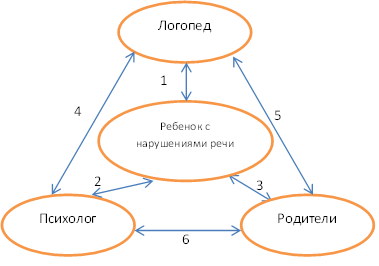 Логопед
1
4
5
Ребенок с
нарушениями речи
2
3
Психолог
Родители
6